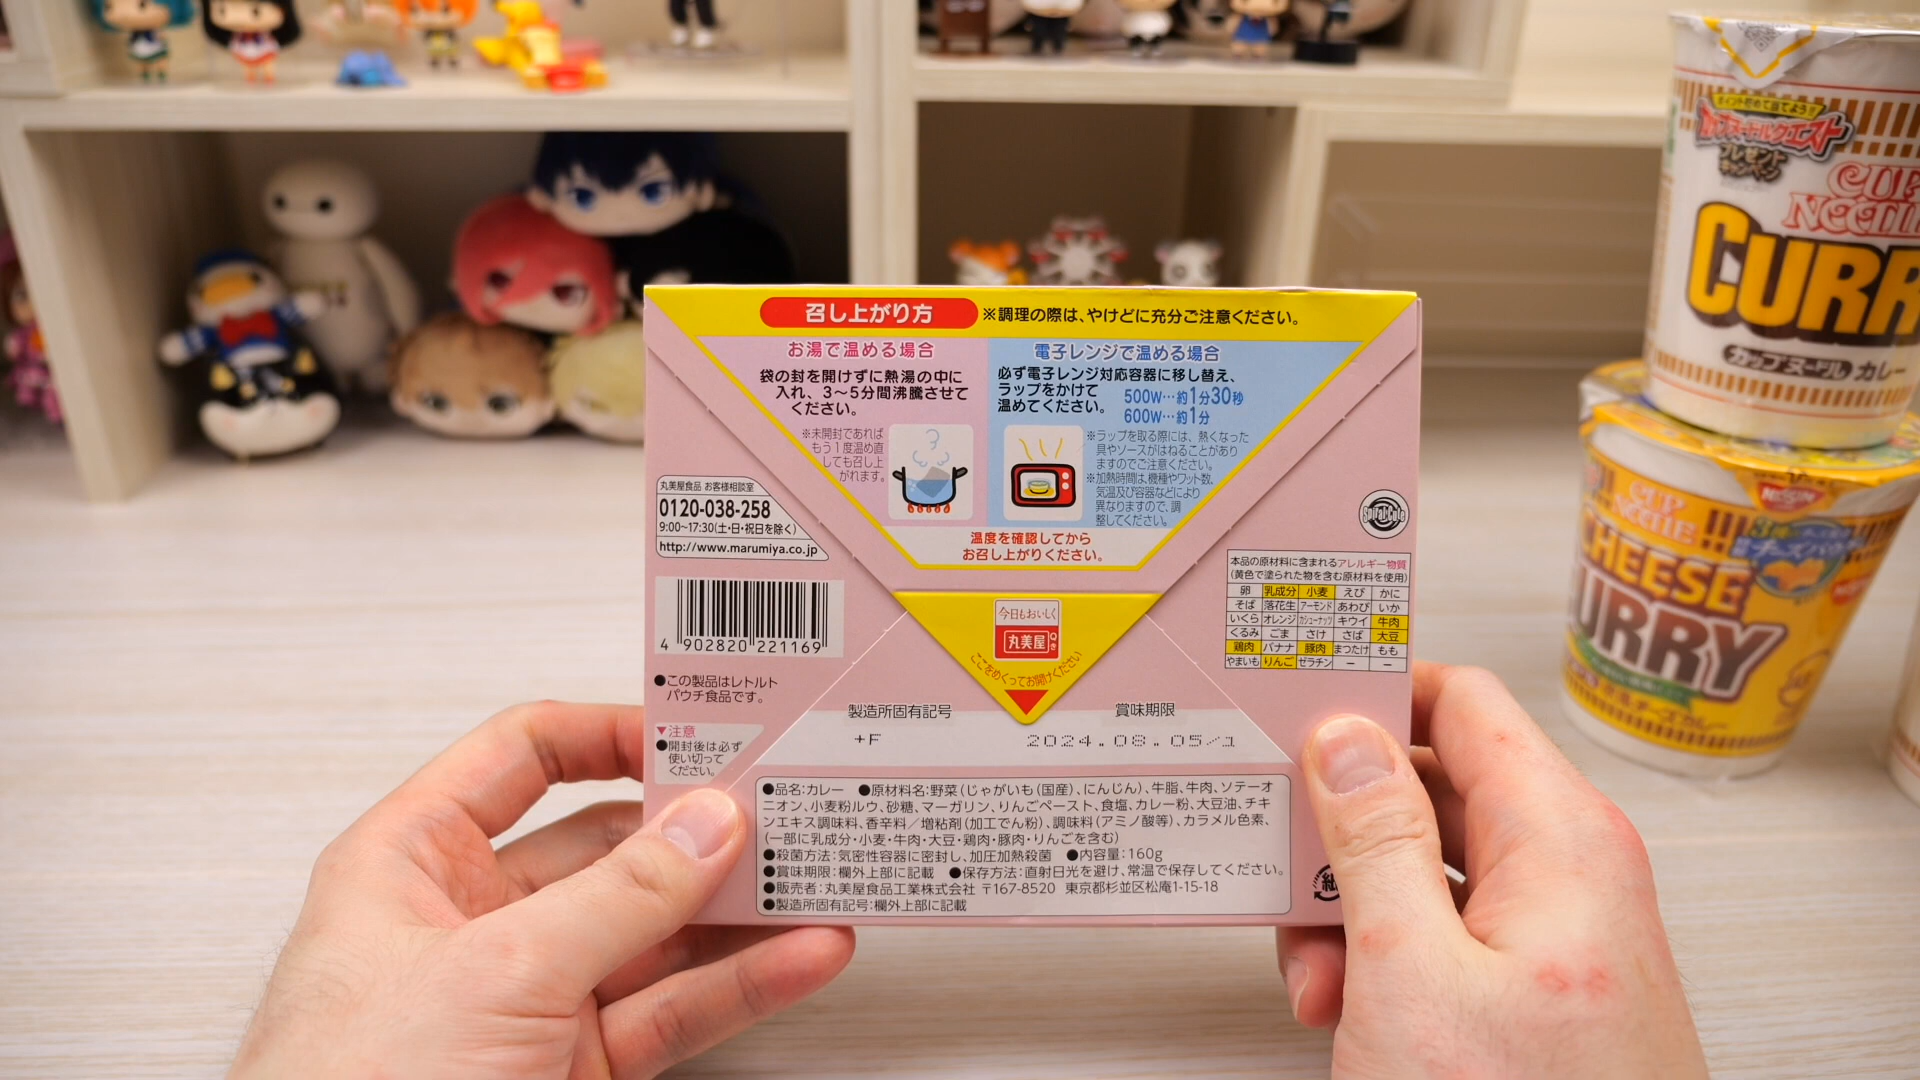 召し上がり方
※調理の際は、やけどに充分ご注意ください。
お湯で温める場合
袋の封を開けずに熱湯の中に
入れ、3〜5分間沸騰させて
ください。
※未開封であれば
もう1度温め直
しても召し上
がれます。
電子レンジで温める場合
必ず電子レンジ対応容器に移し替え、
ラップをかけて
温めてください。
500W…約1分30秒
600W…約1分
※ラップを取る際には、熱くなった
具やソースがはねることがあり
ますのでご注意ください。
※加熱時間は、機種やワット数、
気温及び容器などにより
異なりますので、調
整してください。
温度を確認してから
お召し上がりください。
丸美屋食品 お客様相談室
0120-038-258
9:00〜17:30(土・日・祝日を除く)
http://www.marumiya.co.jp
4 902820 221169
●この製品はレトルト
パウチ食品です。
▼注意
●開封後は必ず
使い切って
ください。
今日もおいしく
丸美屋
ここをめくってお開けください
Spiral Cute
本品の原材料に含まれるアレルギー物質
(黄色で塗られた物を含む原材料を使用)
卵 乳成分 小麦 えび かに
そば 落花生 アーモンド あわび いか
いくら オレンジ カシューナッツ キウイ 牛肉
くるみ ごま さけ さば 大豆
鶏肉 バナナ 豚肉 まつたけ もも
やまいも りんご ゼラチン ー ー
製造所固有記号
+F
賞味期限
2024.08.05/1
●品名:カレー ●原材料名:野菜(じゃがいも(国産)、にんじん)、牛脂、牛肉、ソテーオ
ニオン、小麦粉ルウ、砂糖、マーガリン、りんごペースト、食塩、カレー粉、大豆油、チキ
ンエキス調味料、香辛料/増粘剤(加工でん粉)、調味料(アミノ酸等)、カラメル色素、
(一部に乳成分・小麦・牛肉・大豆・鶏肉・豚肉・りんごを含む)
●殺菌方法:気密性容器に密封し、加圧加熱殺菌 ●内容量:160g
●賞味期限:欄外上部に記載 ●保存方法:直射日光を避け、常温で保存してください。
●販売者:丸美屋食品工業株式会社 〒167-8520 東京都杉並区松庵1-15-18
●製造所固有記号:欄外上部に記載
紙
カップヌードルクエスト
プレゼント
キャンペーン
CUP
NOODLE
CURR
カップヌードル カレー
NISSIN
CUP
NOODLE
CHEESE
CURRY